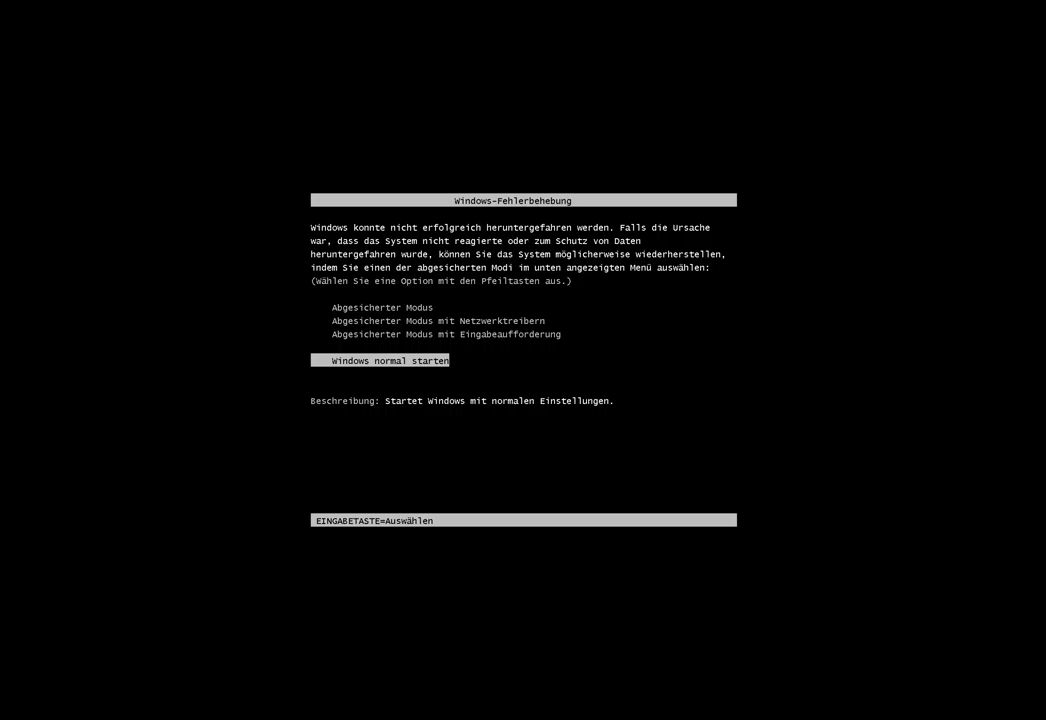 Windows-Fehlerbehebung
Windows konnte nicht erfolgreich heruntergefahren werden. Falls die Ursache
war, dass das System nicht reagierte oder zum Schutz von Daten
heruntergefahren wurde, können Sie das System möglicherweise wiederherstellen,
indem Sie einen der abgesicherten Modi im unten angezeigten Menü auswählen:
(Wählen Sie eine Option mit den Pfeiltasten aus.)
Abgesicherter Modus
Abgesicherter Modus mit Netzwerktreibern
Abgesicherter Modus mit Eingabeaufforderung
Windows normal starten
Beschreibung: Startet Windows mit normalen Einstellungen.
EINGABETASTE=Auswählen